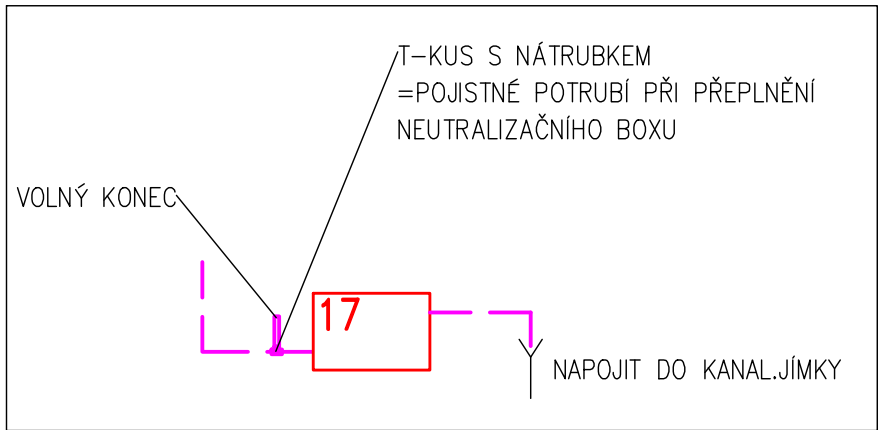 T-KUS S NÁTRUBKEM
=POJISTNÉ POTRUBÍ PŘI PŘEPLNĚNÍ
NEUTRALIZAČNÍHO BOXU
VOLNÝ KONEC
17
NAPOJIT DO KANAL.JÍMKY